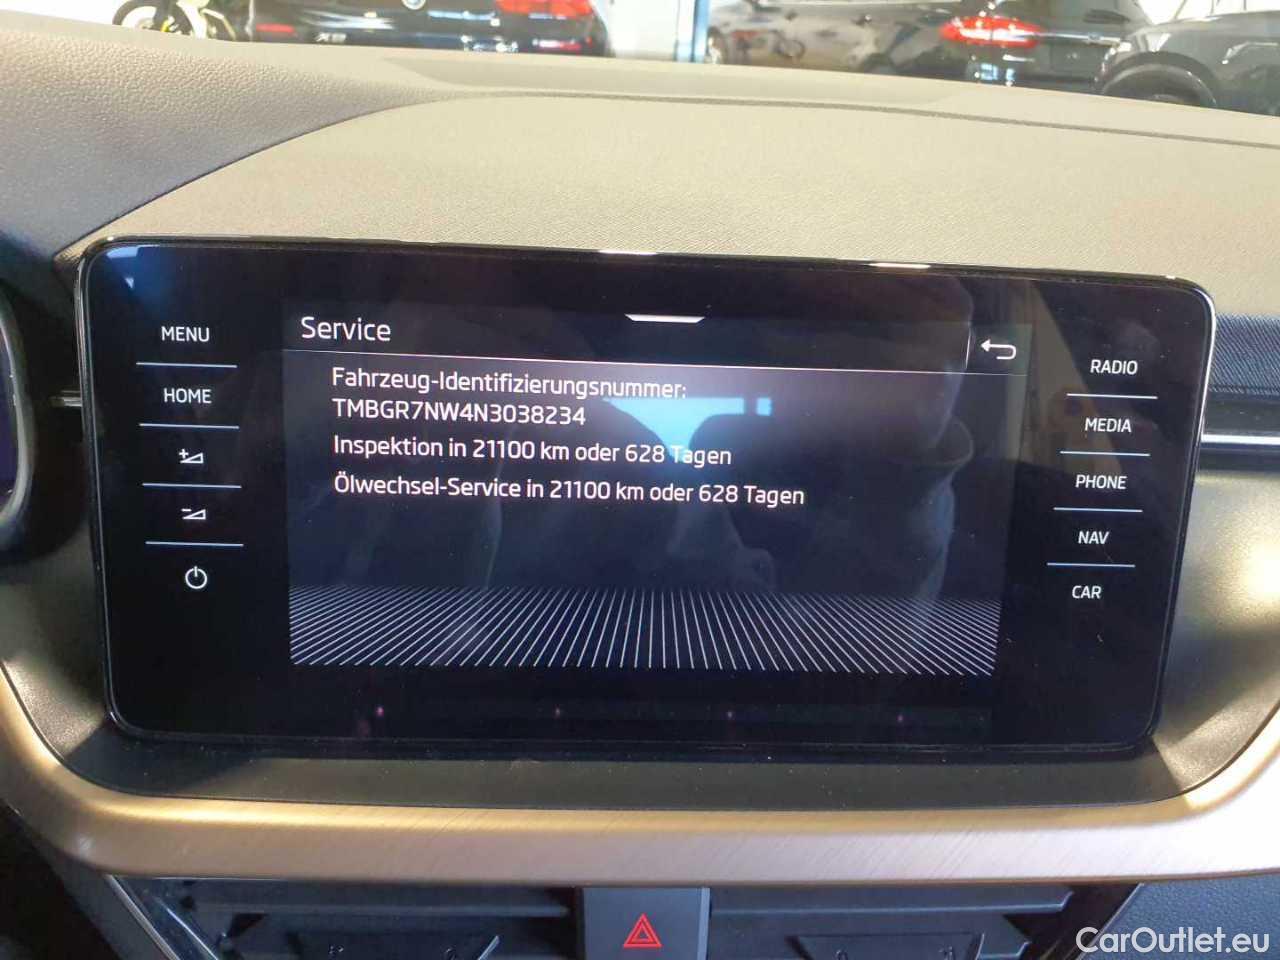 Service
MENU
HOME
+
-
Fahrzeug-Identifizierungsnummer:
TMBGR7NW4N3038234
Inspektion in 21100 km oder 628 Tagen
Ölwechsel-Service in 21100 km oder 628 Tagen
RADIO
MEDIA
PHONE
NAV
CAR
CarOutlet.eu